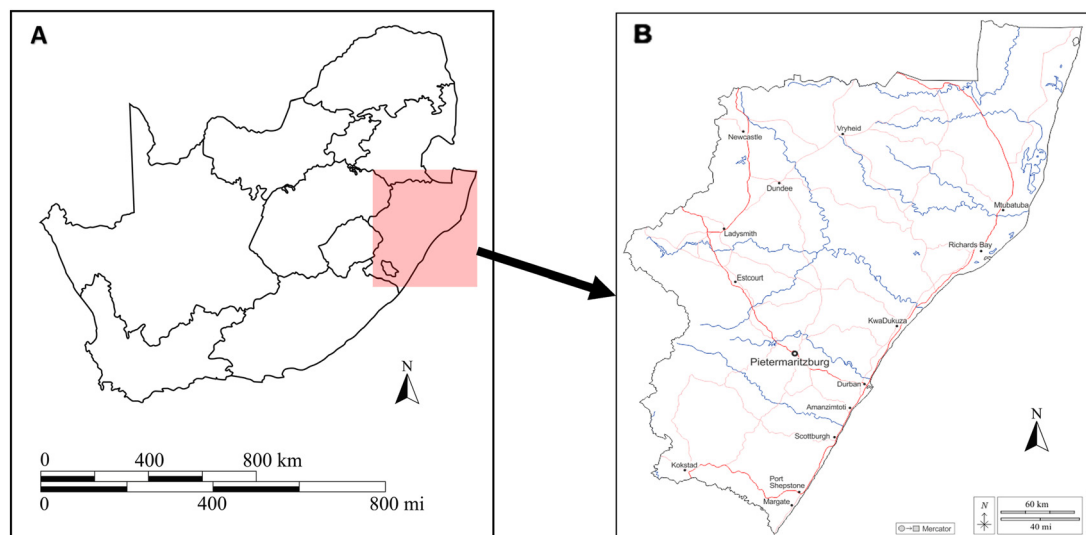 A
N
0
400
800 km
0
400
800 mi
B
Newcastle
Vryheid
Dundee
Mtubatuba
Ladysmith
Richards Bay
Estcourt
KwaDukuza
Pietermaritzburg
Durban
Amanzimtoti
N
Scottburgh
Kokstad
Port
Shepstone
Margate
N
60 km
40 mi
Mercator